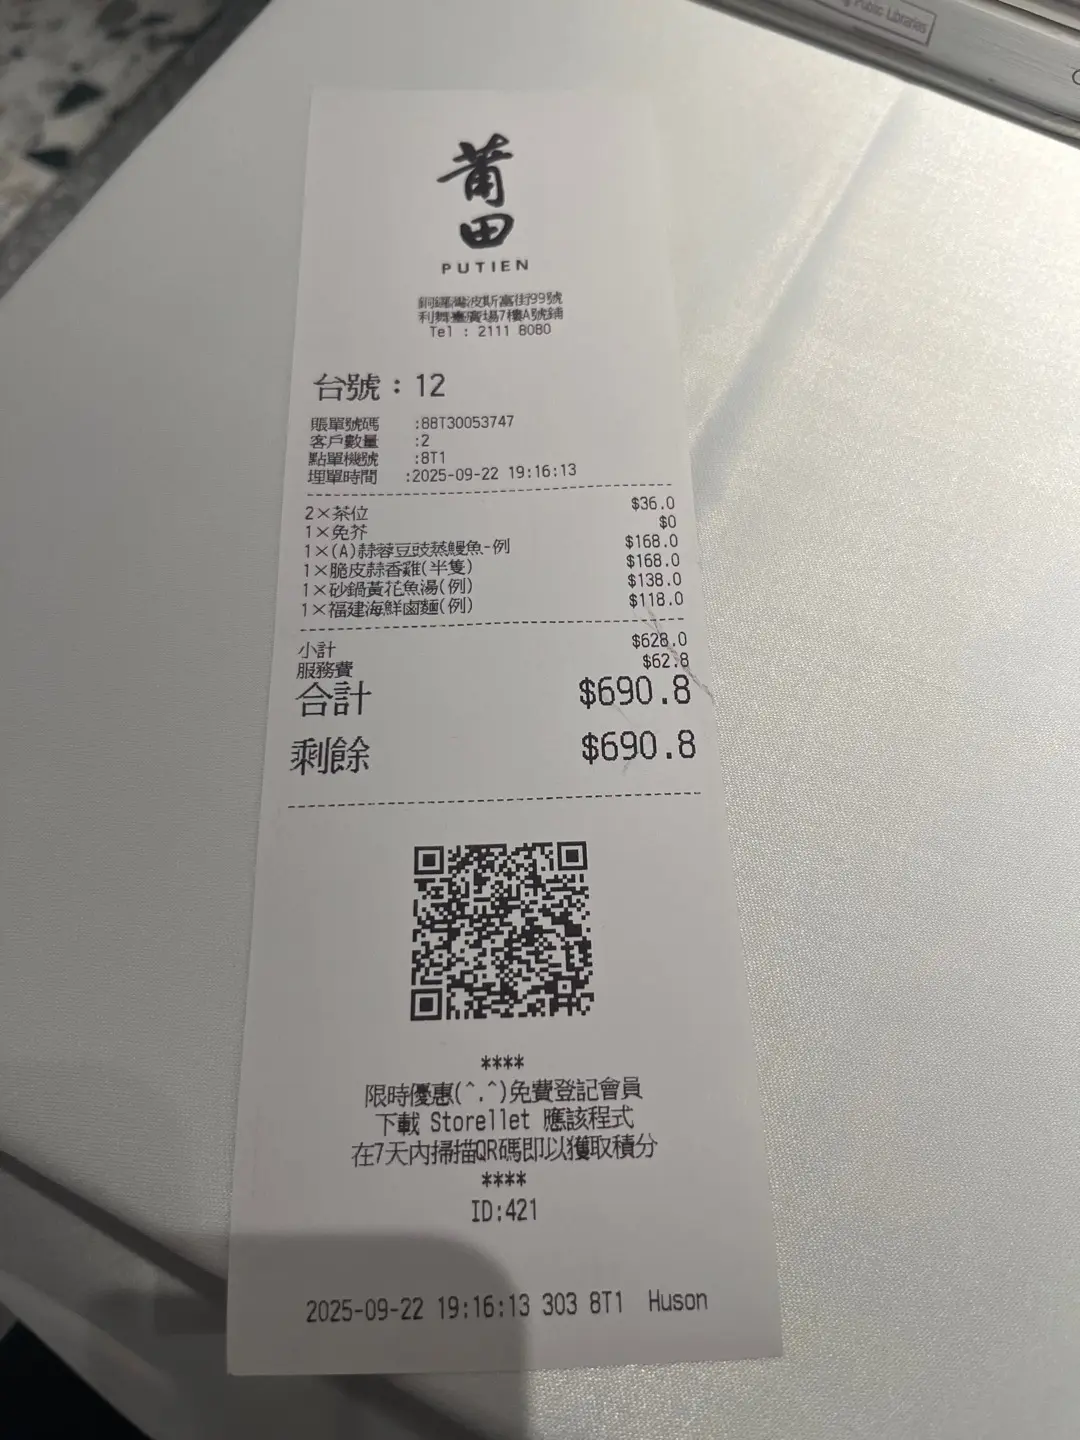 ng Public Libraries
莆田
PUTIEN
銅鑼灣波斯富街99號
利舞臺廣場7樓A號鋪
Tel : 2111 8080
台號：12
賬單號碼 :88T30053747
客戶數量 :2
點單機號 :8T1
埋單時間 :2025-09-22 19:16:13
2×茶位 $36.0
1×免芥 $0
1×(A)蒜蓉豆豉蒸鰻魚-例 $168.0
1×脆皮蒜香雞(半隻) $168.0
1×砂鍋黃花魚湯(例) $138.0
1×福建海鮮鹵麵(例) $118.0
小計 $628.0
服務費 $62.8
合計 $690.8
剩餘 $690.8
****
限時優惠(^.^)免費登記會員
下載 Storellet 應該程式
在7天內掃描QR碼即以獲取積分
****
ID:421
2025-09-22 19:16:13 303 8T1 Huson